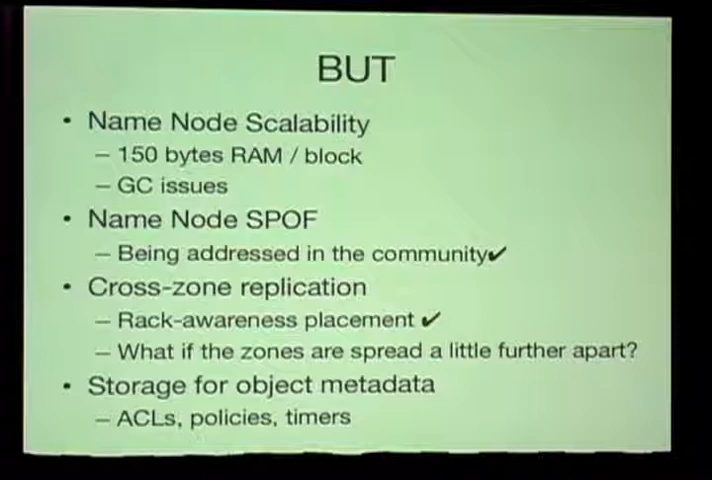 BUT
• Name Node Scalability
– 150 bytes RAM / block
– GC issues
• Name Node SPOF
– Being addressed in the community✔
• Cross-zone replication
– Rack-awareness placement ✔
– What if the zones are spread a little further apart?
• Storage for object metadata
– ACLs, policies, timers